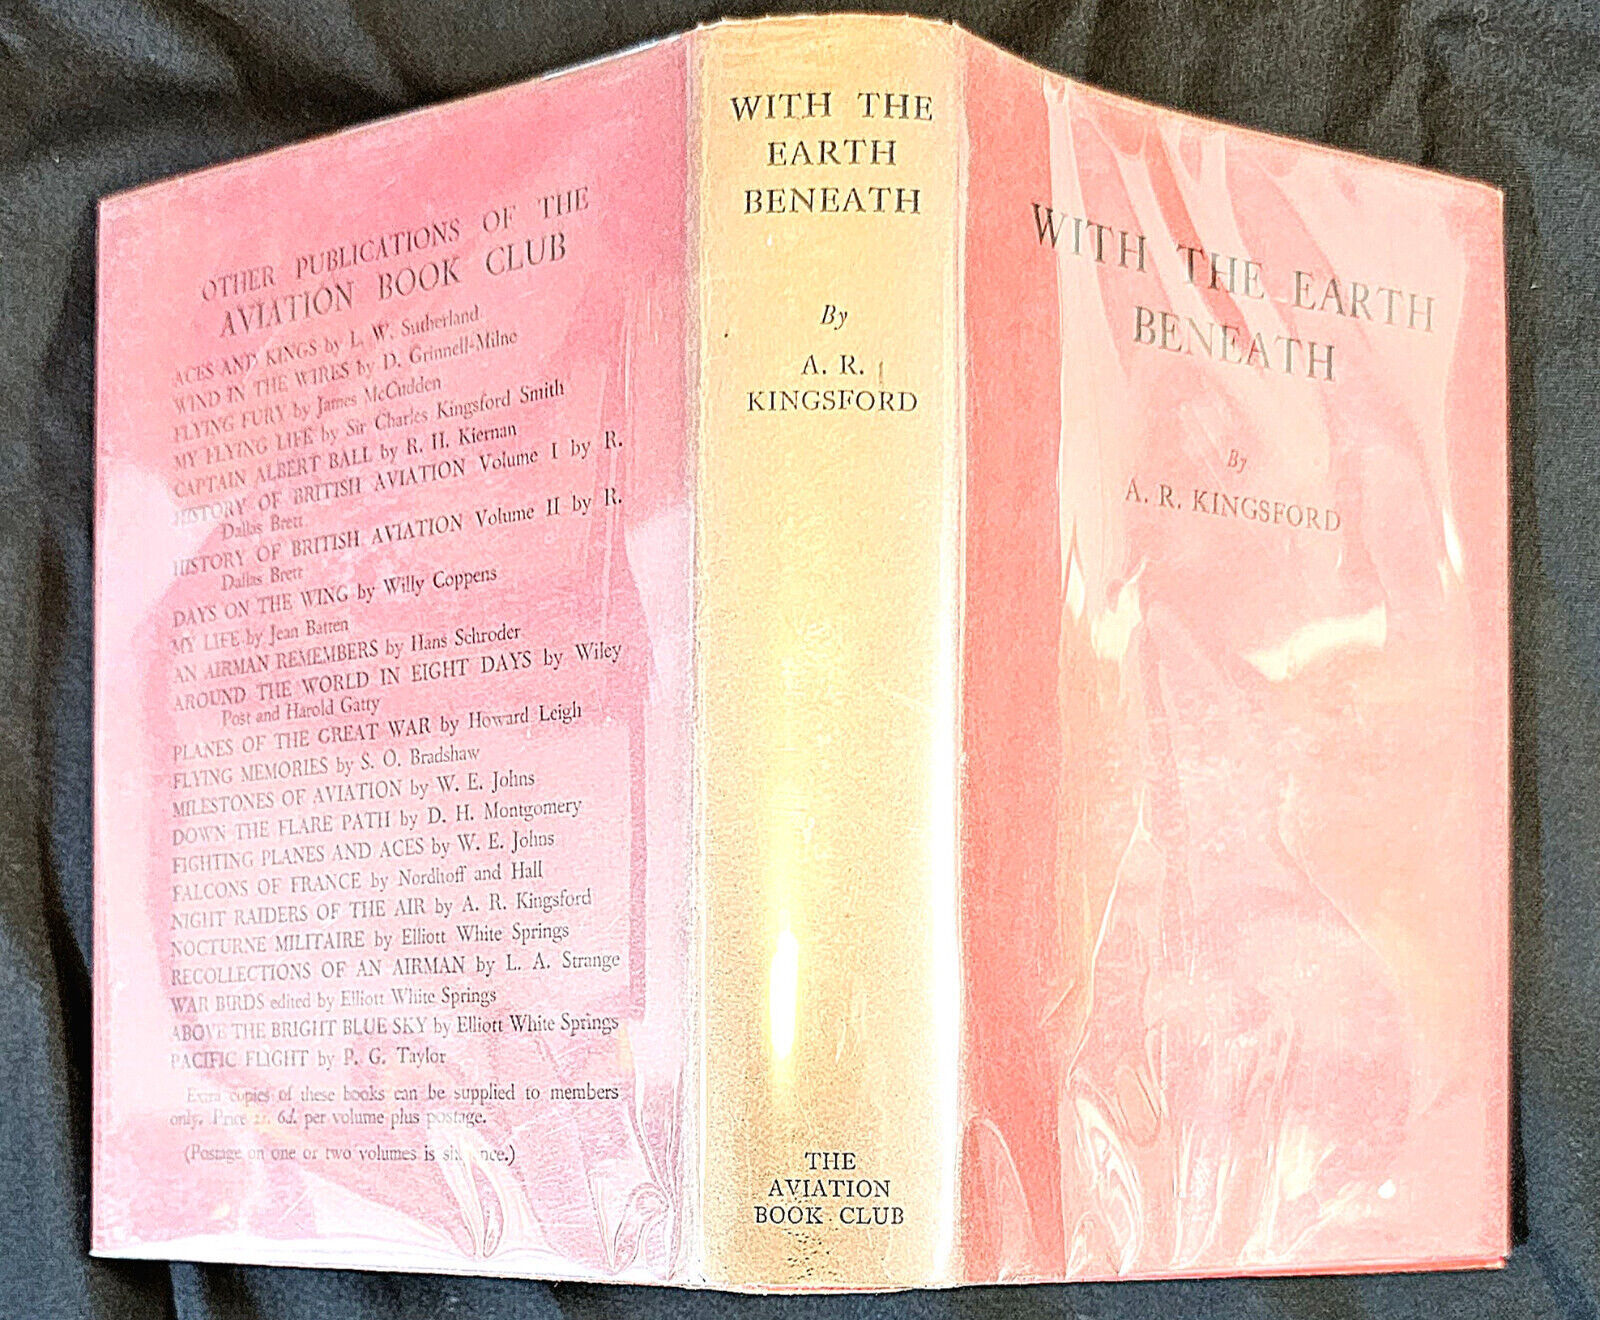 OTHER PUBLICATIONS OF THE
AVIATION BOOK CLUB
ACES AND KINGS by L. W. Sutherland
WIND IN THE WIRES by D. Grinnell-Milne
FLYING FURY by James McCudden
MY FLYING LIFE by Sir Charles Kingsford Smith
CAPTAIN ALBERT BALL by R. H. Kiernan
HISTORY OF BRITISH AVIATION Volume I by R.
Dallas Brett
HISTORY OF BRITISH AVIATION Volume II by R.
Dallas Brett
DAYS ON THE WING by Willy Coppens
MY LIFE by Jean Batten
AN AIRMAN REMEMBERS by Hans Schroder
AROUND THE WORLD IN EIGHT DAYS by Wiley
Post and Harold Gatty
PLANES OF THE GREAT WAR by Howard Leigh
FLYING MEMORIES by S. O. Bradshaw
MILESTONES OF AVIATION by W. E. Johns
DOWN THE FLARE PATH by D. H. Montgomery
FIGHTING PLANES AND ACES by W. E. Johns
FALCONS OF FRANCE by Nordhoff and Hall
NIGHT RAIDERS OF THE AIR by A. R. Kingsford
NOCTURNE MILITAIRE by Elliott White Springs
RECOLLECTIONS OF AN AIRMAN by L. A. Strange
WAR BIRDS edited by Elliott White Springs
ABOVE THE BRIGHT BLUE SKY by Elliott White Springs
PACIFIC FLIGHT by P. G. Taylor
Extra copies of these books can be supplied to members
only. Price 6d. per volume plus postage.
(Postage on one or two volumes is
WITH THE
EARTH
BENEATH
By
A. R.
KINGSFORD
THE
AVIATION
BOOK CLUB
WITH THE EARTH
BENEATH
By
A. R. KINGSFORD